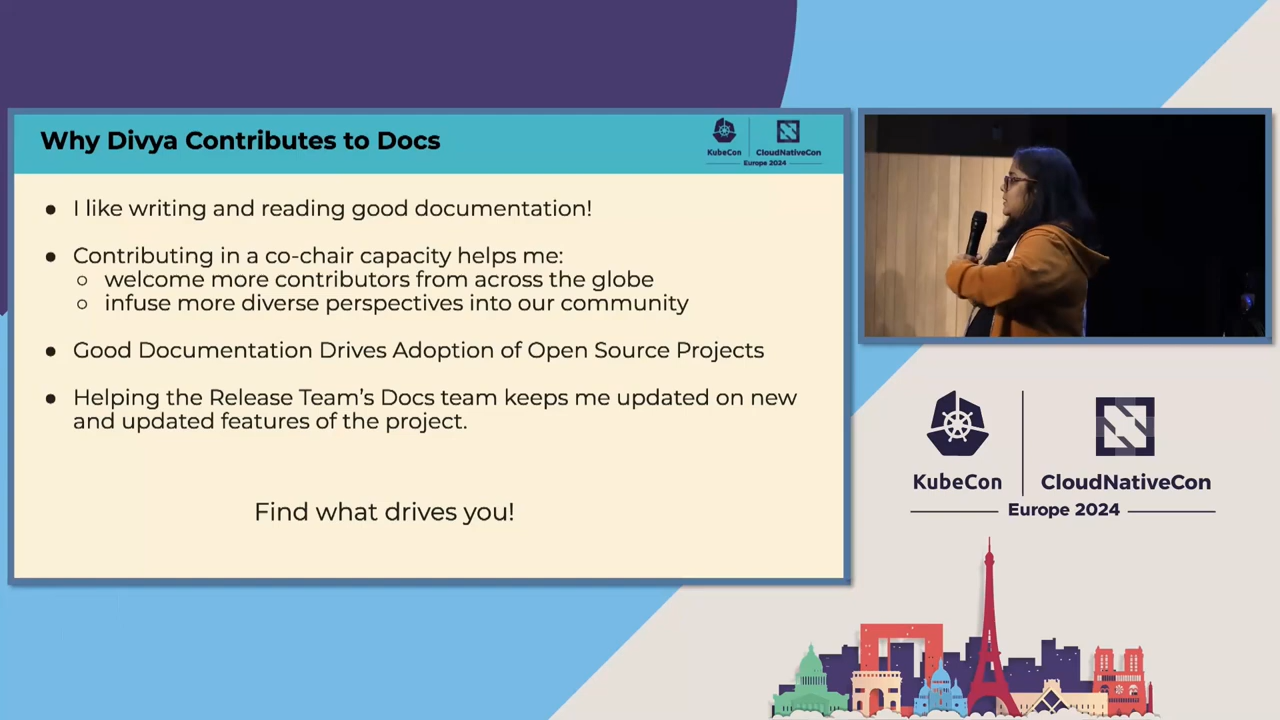 Why Divya Contributes to Docs
KubeCon
CloudNativeCon
Europe 2024
● I like writing and reading good documentation!
● Contributing in a co-chair capacity helps me:
○ welcome more contributors from across the globe
○ infuse more diverse perspectives into our community
● Good Documentation Drives Adoption of Open Source Projects
● Helping the Release Team’s Docs team keeps me updated on new
and updated features of the project.
Find what drives you!
KubeCon
CloudNativeCon
Europe 2024